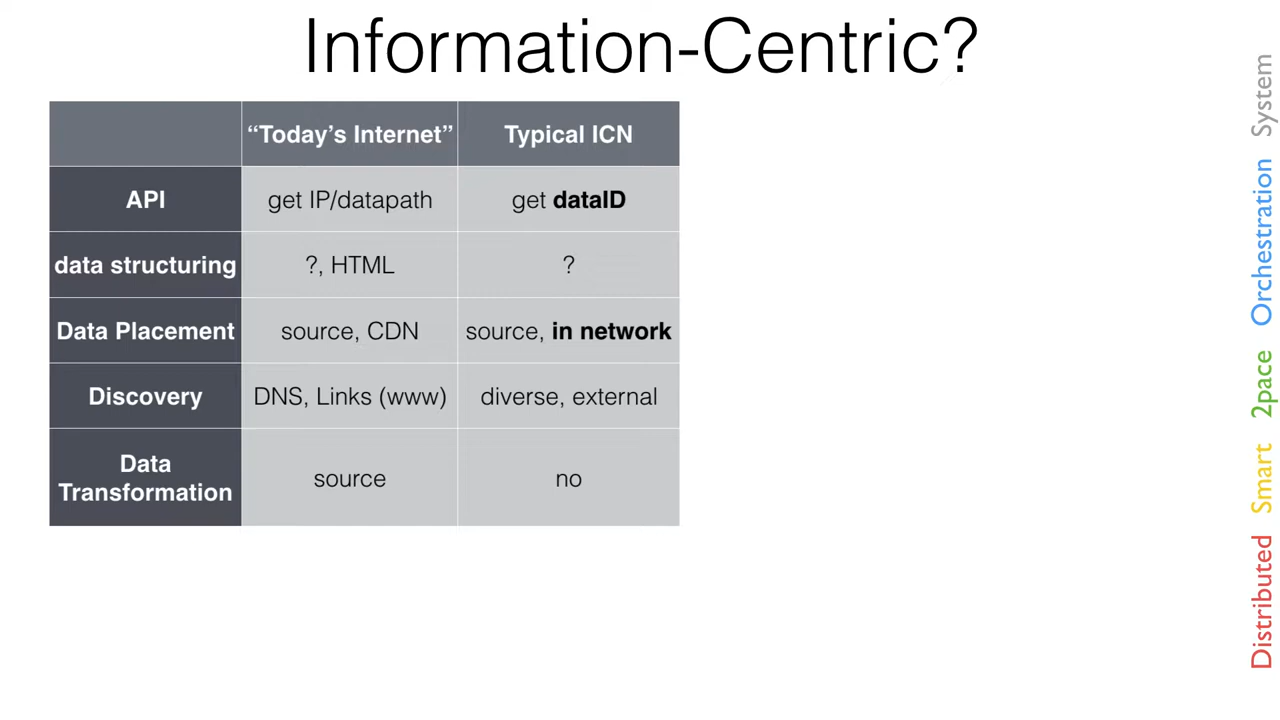 Information-Centric?
“Today’s Internet” Typical ICN
API get IP/datapath get dataID
data structuring ?, HTML ?
Data Placement source, CDN source, in network
Discovery DNS, Links (www) diverse, external
Data
Transformation source no
Distributed Smart 2pace Orchestration System